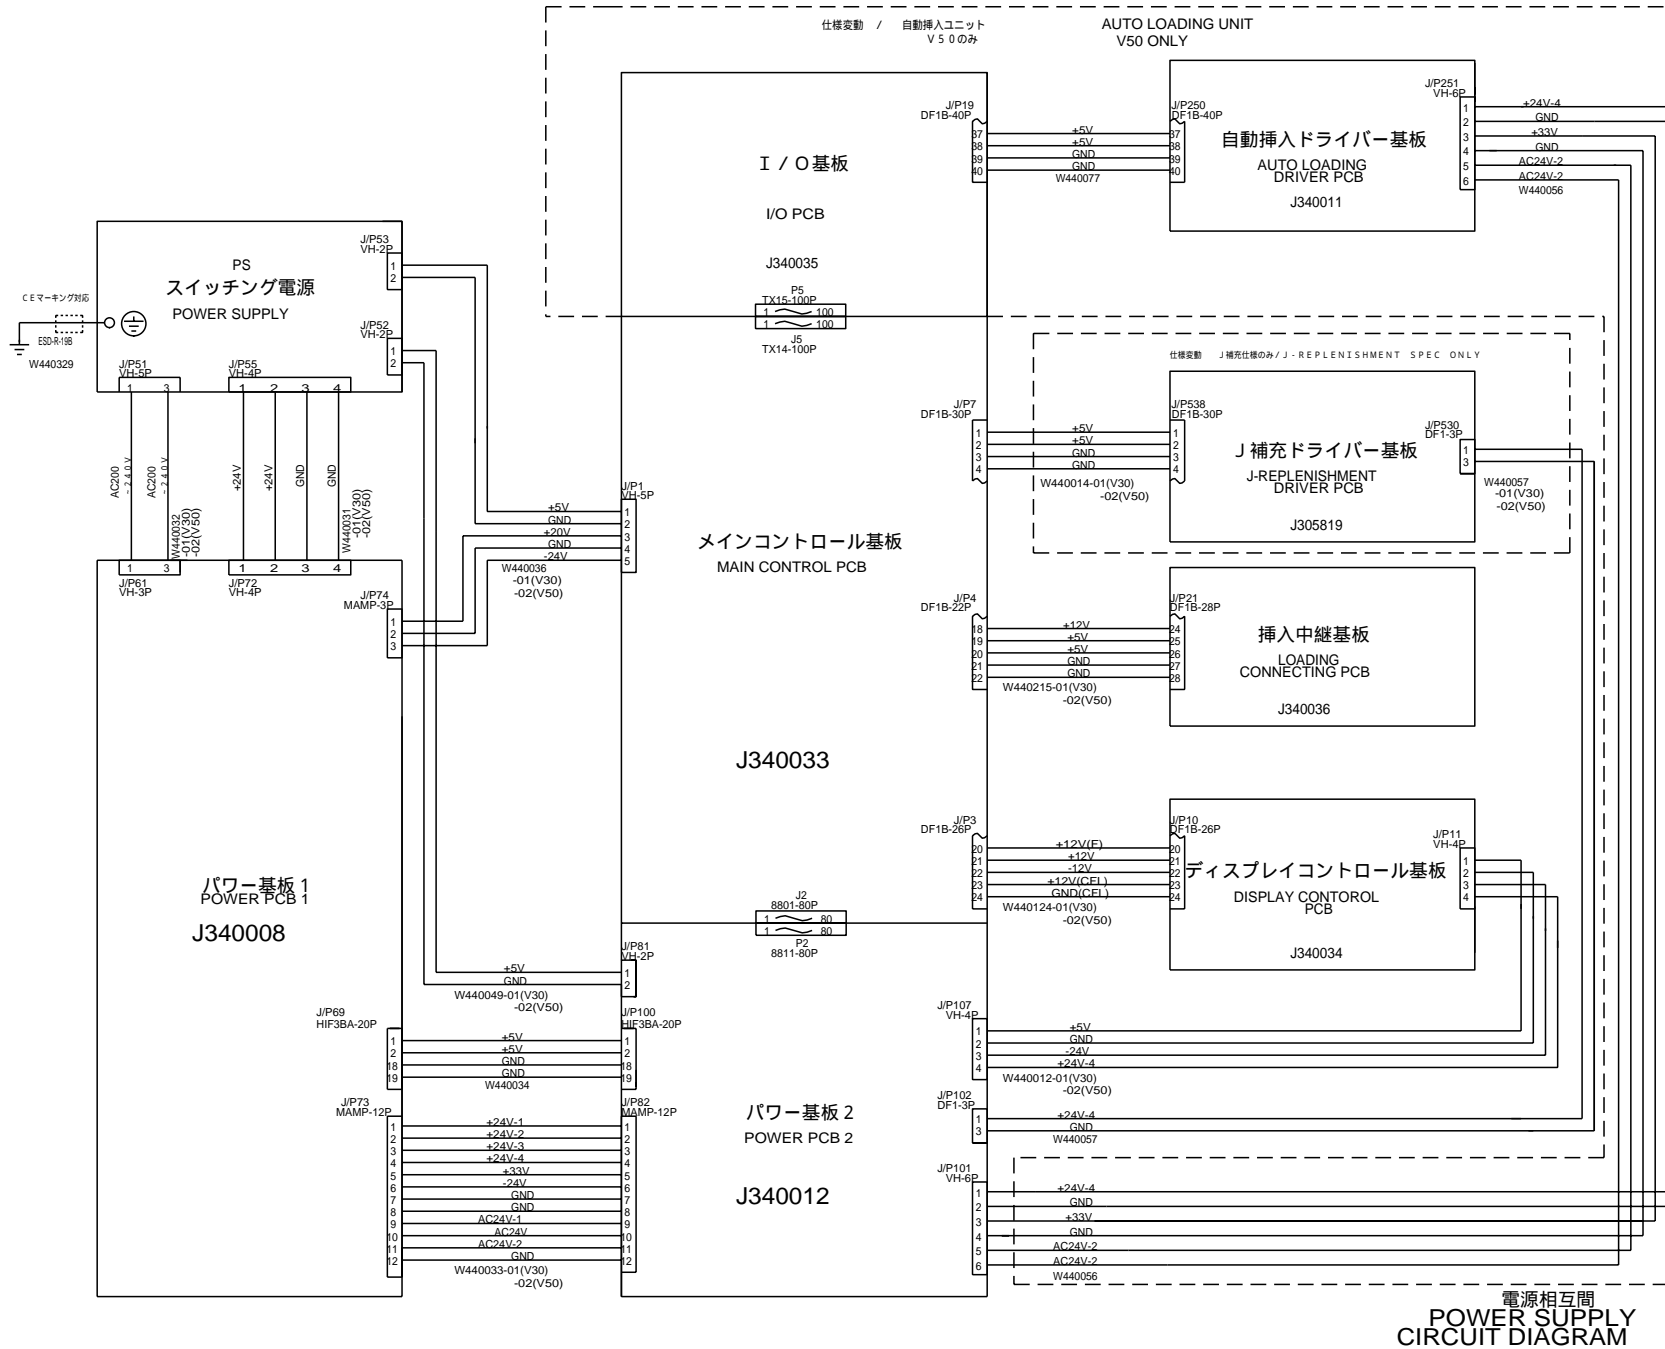 仕様変動 / 自動挿入ユニット
V50のみ
AUTO LOADING UNIT
V50 ONLY
J/P19
DF1B-40P
37
38
39
40
+5V
+5V
GND
GND
W440077
J/P250
DF1B-40P
37
38
39
40
自動挿入ドライバー基板
AUTO LOADING
DRIVER PCB
J340011
J/P251
VH-6P
1
2
3
4
5
6
+24V-4
GND
+33V
GND
AC24V-2
AC24V-2
W440056
I/O基板
I/O PCB
J340035
P5
TX15-100P
1 100
1 100
J5
TX14-100P
PS
スイッチング電源
POWER SUPPLY
J/P53
VH-2P
1
2
J/P52
VH-2P
1
2
CEマーキング対応
ESD-R-19B
W440329
J/P51
VH-5P
1 3
J/P55
VH-4P
1 2 3 4
AC200
~240V
AC200
~240V
W440032
-01(V30)
-02(V50)
+24V
+24V
GND
GND
W440031
-01(V30)
-02(V50)
1 3
J/P61
VH-3P
1 2 3 4
J/P72
VH-4P
J/P74
MAMP-3P
1
2
3
J/P1
VH-5P
+5V
GND
+20V
GND
-24V
1
2
3
4
5
W440036
-01(V30)
-02(V50)
メインコントロール基板
MAIN CONTROL PCB
J340033
仕様変動 J補充仕様のみ/J-REPLENISHMENT SPEC ONLY
J/P7
DF1B-30P
1
2
3
4
+5V
+5V
GND
GND
W440014-01(V30)
-02(V50)
J/P538
DF1B-30P
1
2
3
4
J補充ドライバー基板
J-REPLENISHMENT
DRIVER PCB
J305819
J/P530
DF1-3P
1
3
W440057
-01(V30)
-02(V50)
J/P4
DF1B-22P
18
19
20
21
22
+12V
+5V
+5V
GND
GND
W440215-01(V30)
-02(V50)
J/P21
DF1B-28P
24
25
26
27
28
挿入中継基板
LOADING
CONNECTING PCB
J340036
J/P3
DF1B-26P
20
21
22
23
24
+12V(F)
+12V
-12V
+12V(CFL)
GND(CFL)
W440124-01(V30)
-02(V50)
J/P10
DF1B-26P
20
21
22
23
24
ディスプレイコントロール基板
DISPLAY CONTOROL
PCB
J340034
J/P11
VH-4P
1
2
3
4
パワー基板1
POWER PCB 1
J340008
J2
8801-80P
1 80
1 80
P2
8811-80P
J/P81
VH-2P
+5V
GND
1
2
W440049-01(V30)
-02(V50)
J/P69
HIF3BA-20P
1
2
18
19
+5V
+5V
GND
GND
W440034
J/P100
HIF3BA-20P
1
2
18
19
J/P73
MAMP-12P
1
2
3
4
5
6
7
8
9
10
11
12
+24V-1
+24V-2
+24V-3
+24V-4
+33V
-24V
GND
GND
AC24V-1
AC24V
AC24V-2
GND
W440033-01(V30)
-02(V50)
J/P82
MAMP-12P
1
2
3
4
5
6
7
8
9
10
11
12
パワー基板2
POWER PCB 2
J340012
J/P107
VH-4P
1
2
3
4
+5V
GND
-24V
+24V-4
W440012-01(V30)
-02(V50)
J/P102
DF1-3P
1
3
+24V-4
GND
W440057
J/P101
VH-6P
1
2
3
4
5
6
+24V-4
GND
+33V
GND
AC24V-2
AC24V-2
W440056
電源相互間
POWER SUPPLY
CIRCUIT DIAGRAM